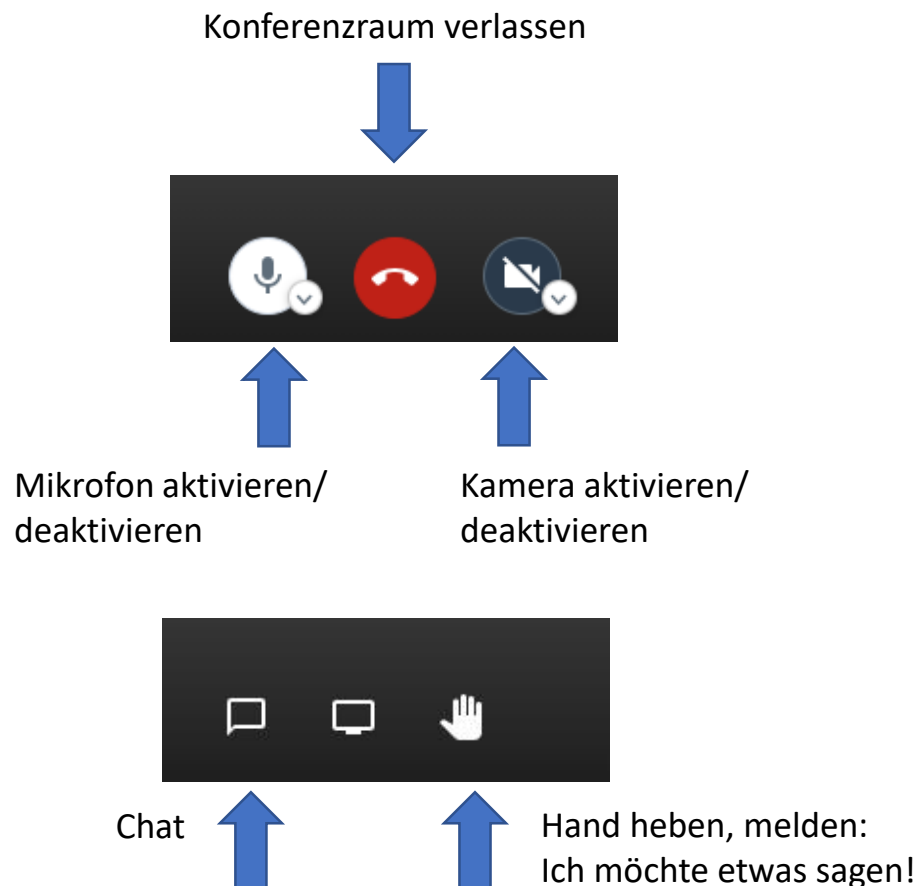 Konferenzraum verlassen
Mikrofon aktivieren/
deaktivieren
Kamera aktivieren/
deaktivieren
Chat
Hand heben, melden:
Ich möchte etwas sagen!